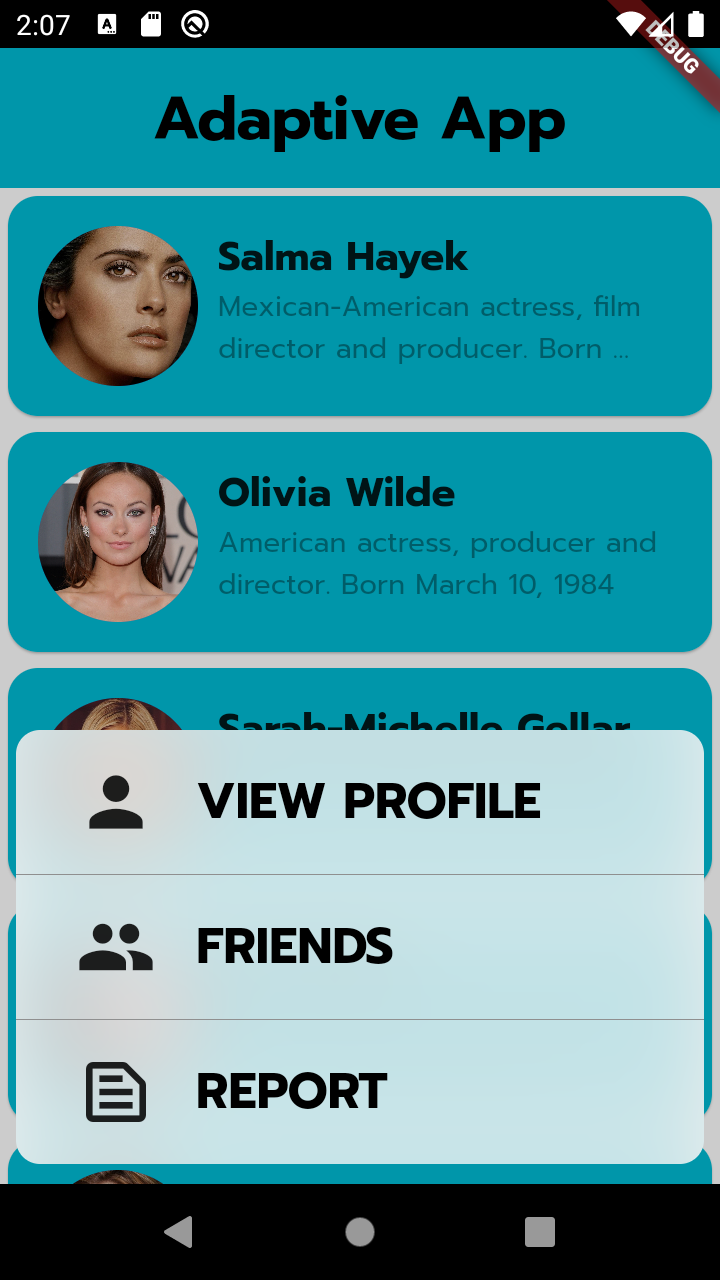 2:07
DEBUG
Adaptive App
Salma Hayek
Mexican-American actress, film
director and producer. Born ...
Olivia Wilde
American actress, producer and
director. Born March 10, 1984
Sarah-Michelle Gellar
VIEW PROFILE
FRIENDS
REPORT